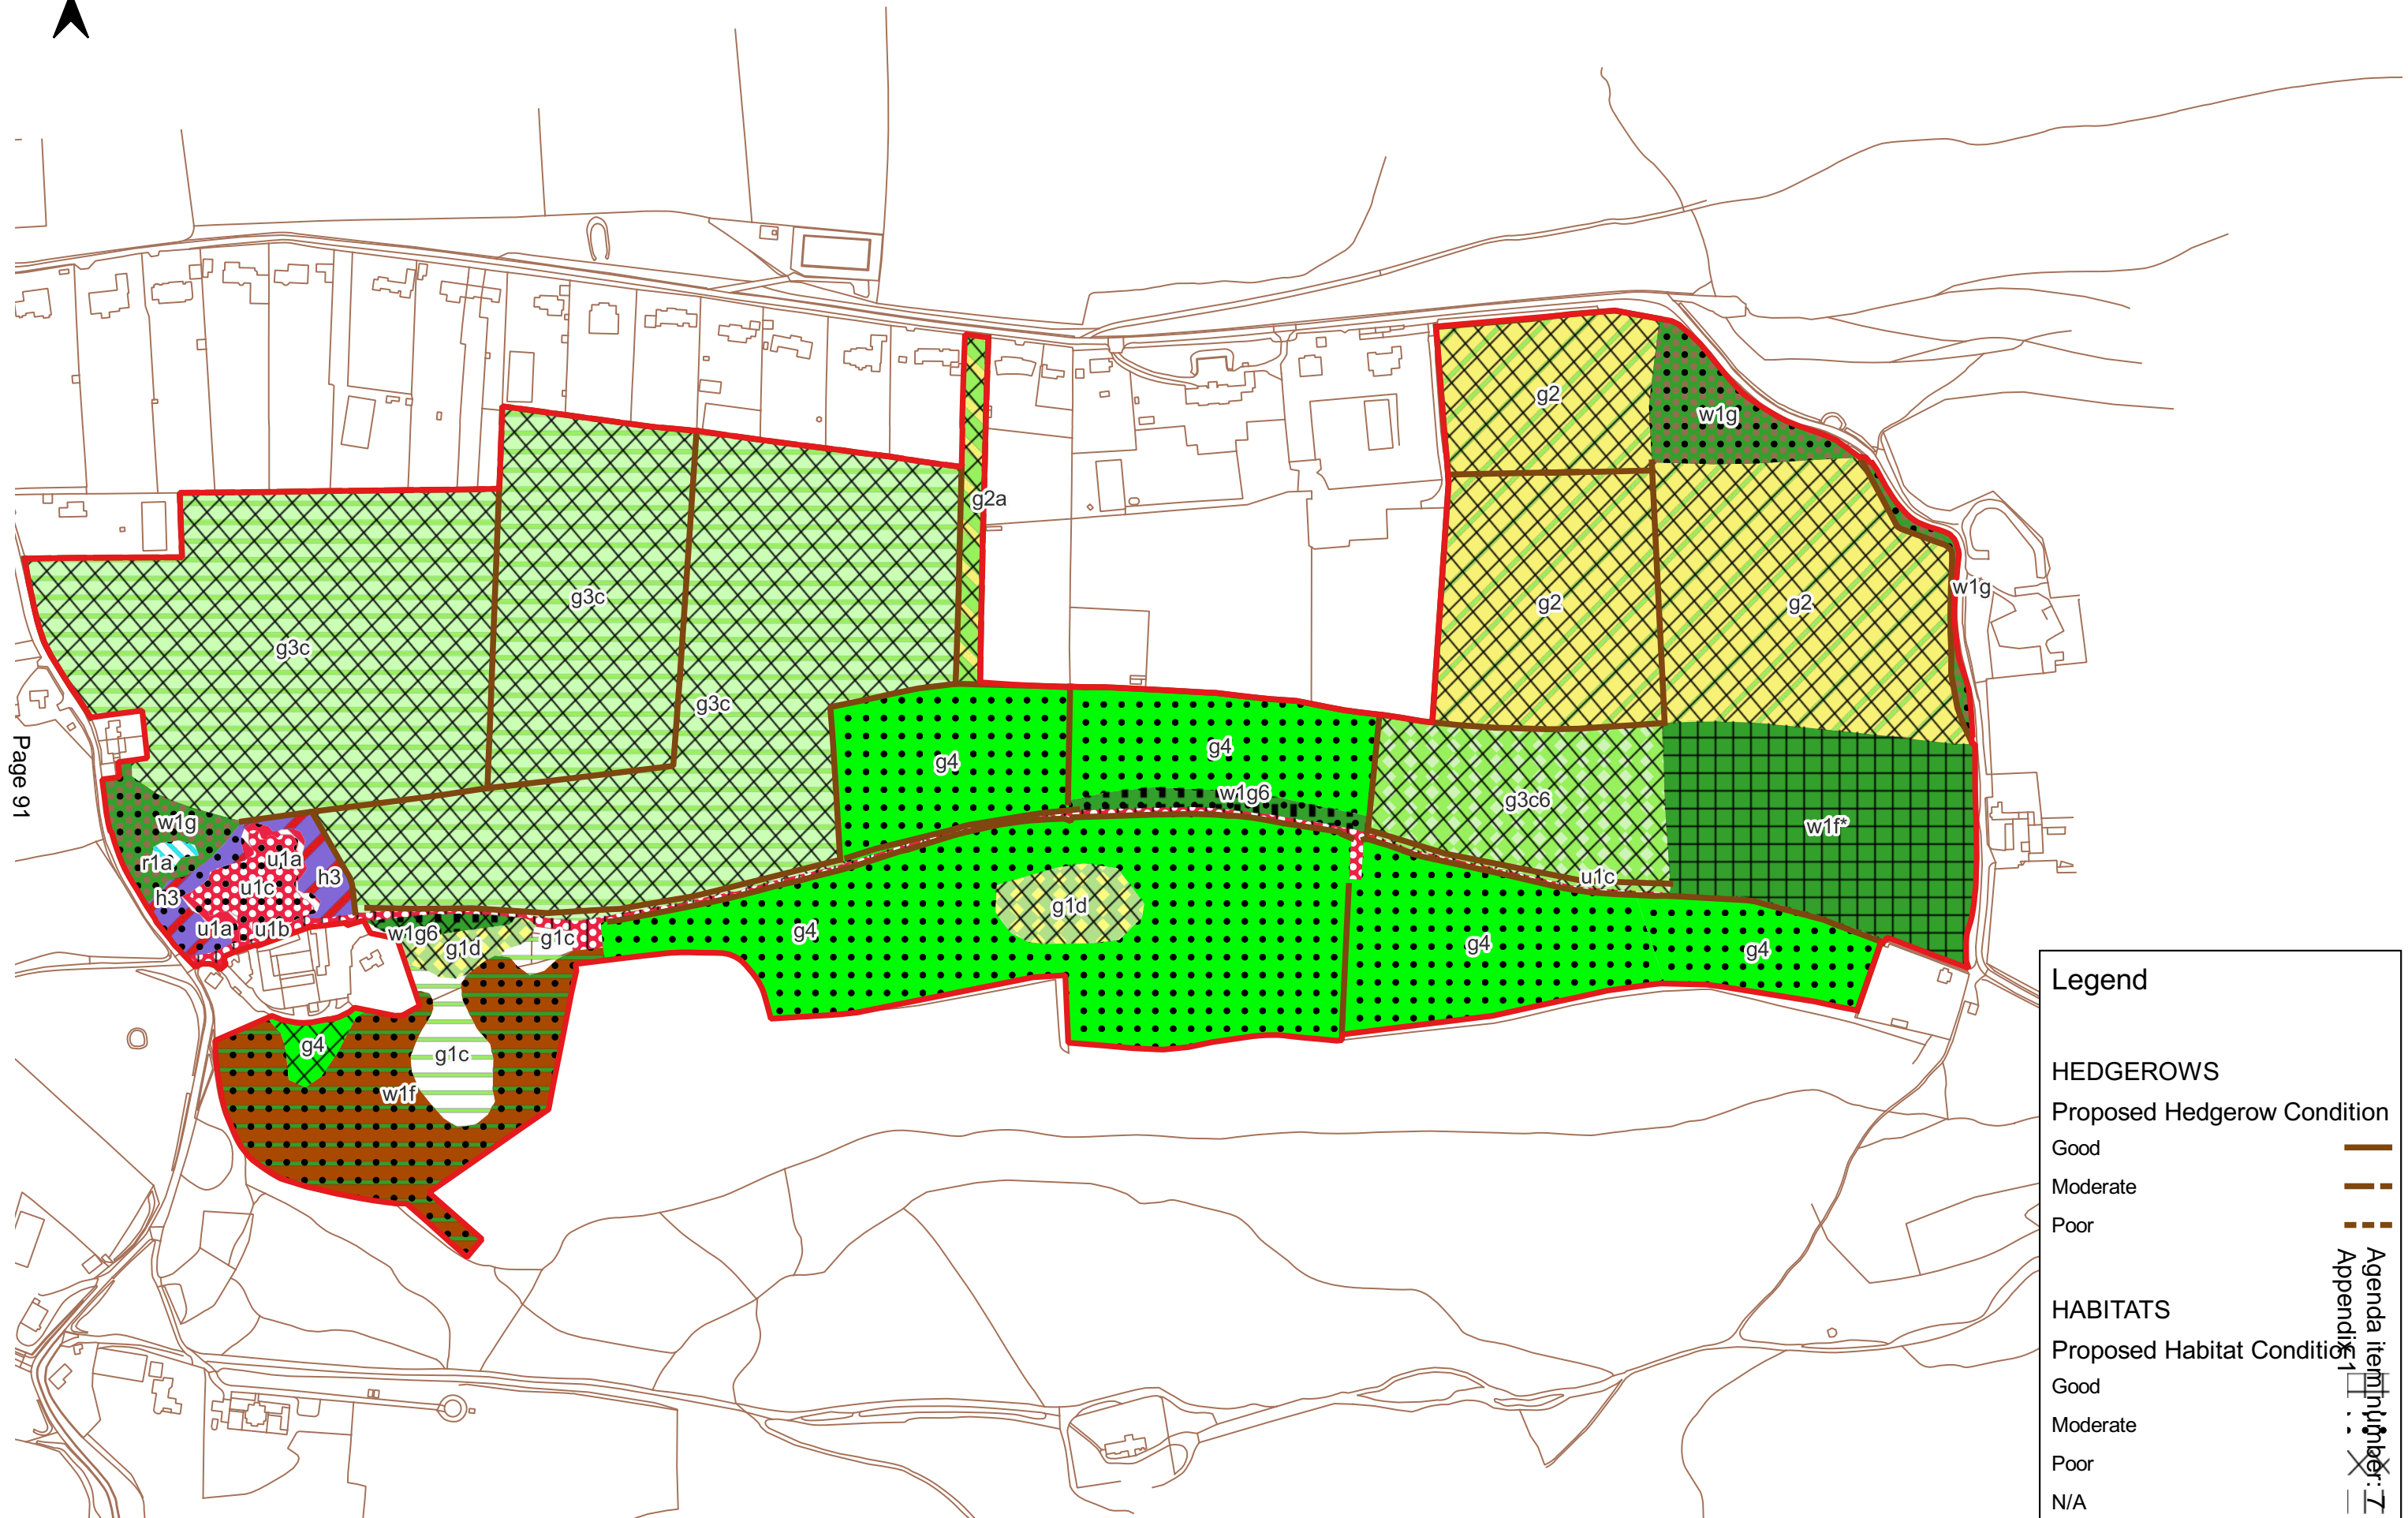 g2
w1g
g2a
g3c
g2
g2
w1g
g3c
g3c
g4
g4
w1g6
g3c6
w1f*
w1g
r1a
u1a
u1c
h3
h3
u1a
u1b
w1g6
g1d
g1c
g4
g1d
u1c
g4
g4
g4
g1c
w1f
Page 91
Legend
HEDGEROWS
Proposed Hedgerow Condition
Good
Moderate
Poor
HABITATS
Proposed Habitat Condition
Good
Moderate
Poor
N/A
Agenda item number: 7
Appendix 1